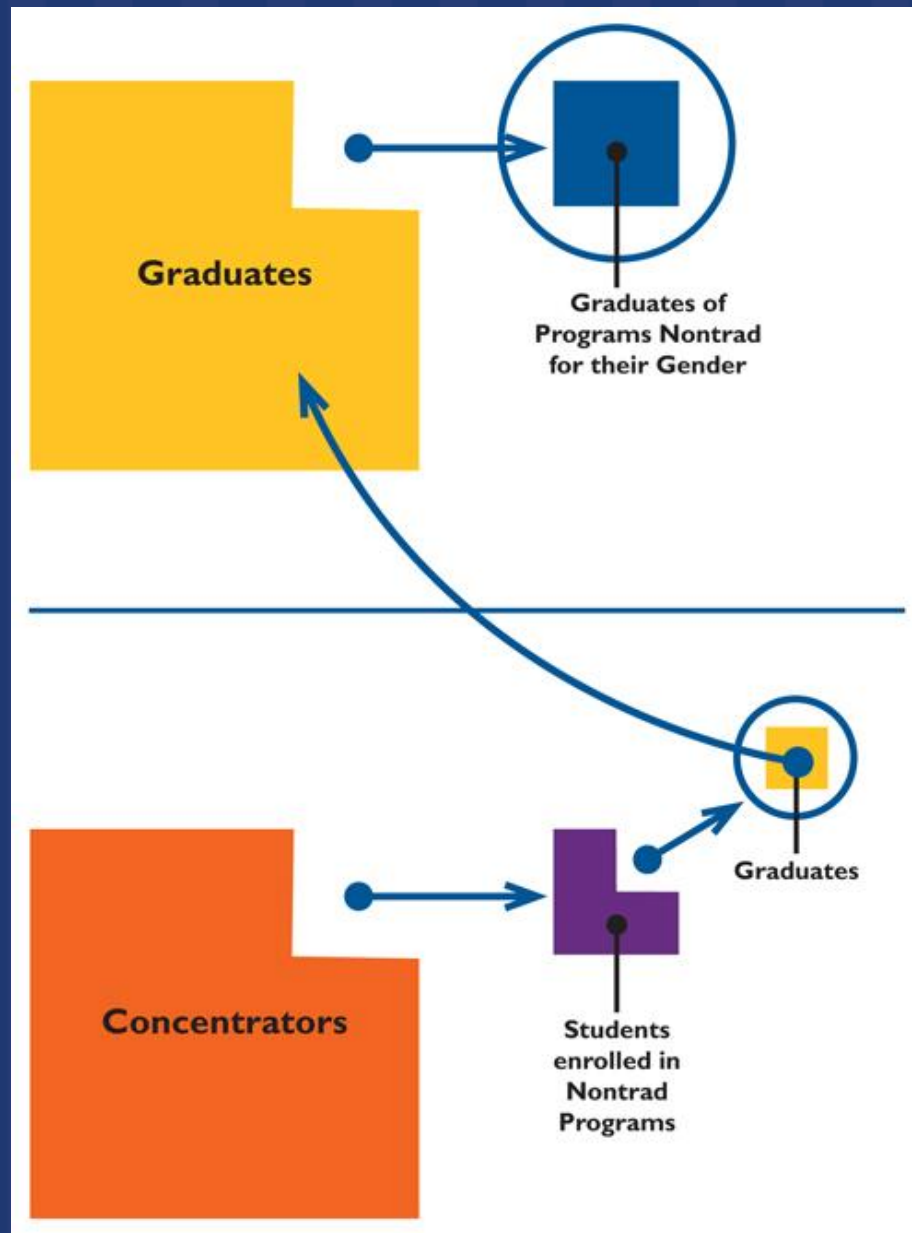 Graduates
Graduates of
Programs Nontrad
for their Gender
Graduates
Concentrators
Students
enrolled in
Nontrad
Programs